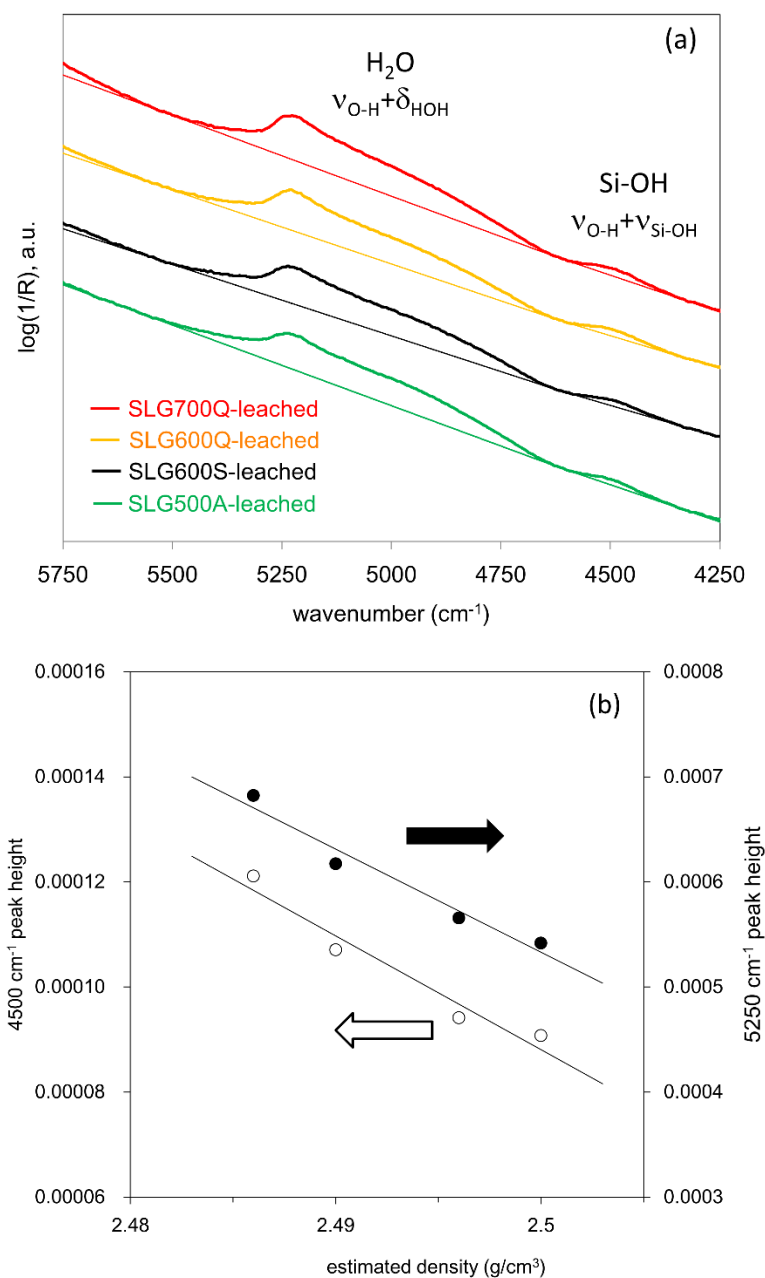 (a)
H₂O
νO-H+δHOH
Si-OH
νO-H+νSi-OH
log(1/R), a.u.
SLG700Q-leached
SLG600Q-leached
SLG600S-leached
SLG500A-leached
5750 5500 5250 5000 4750 4500 4250
wavenumber (cm⁻¹)
(b)
0.00016 0.0008
0.00014 0.0007
0.00012 0.0006
0.00010 0.0005
0.00008 0.0004
0.00006 0.0003
4500 cm⁻¹ peak height
5250 cm⁻¹ peak height
2.48 2.49 2.5
estimated density (g/cm³)